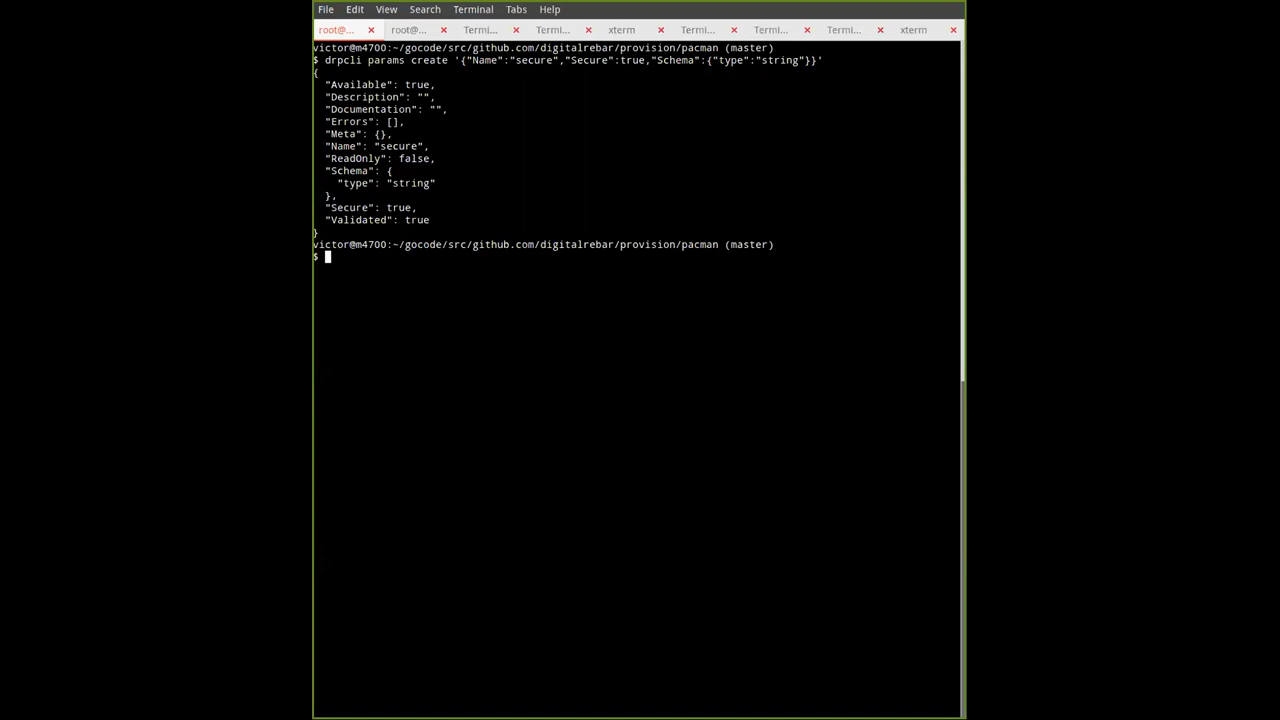 File Edit View Search Terminal Tabs Help
root@... × root@... × Termi... × Termi... × xterm × Termi... × Termi... × Termi... × xterm ×
victor@m4700:~/gocode/src/github.com/digitalrebar/provision/pacman (master)
$ drpcli params create '{"Name":"secure","Secure":true,"Schema":{"type":"string"}}'
{
  "Available": true,
  "Description": "",
  "Documentation": "",
  "Errors": [],
  "Meta": {},
  "Name": "secure",
  "ReadOnly": false,
  "Schema": {
    "type": "string"
  },
  "Secure": true,
  "Validated": true
}
victor@m4700:~/gocode/src/github.com/digitalrebar/provision/pacman (master)
$